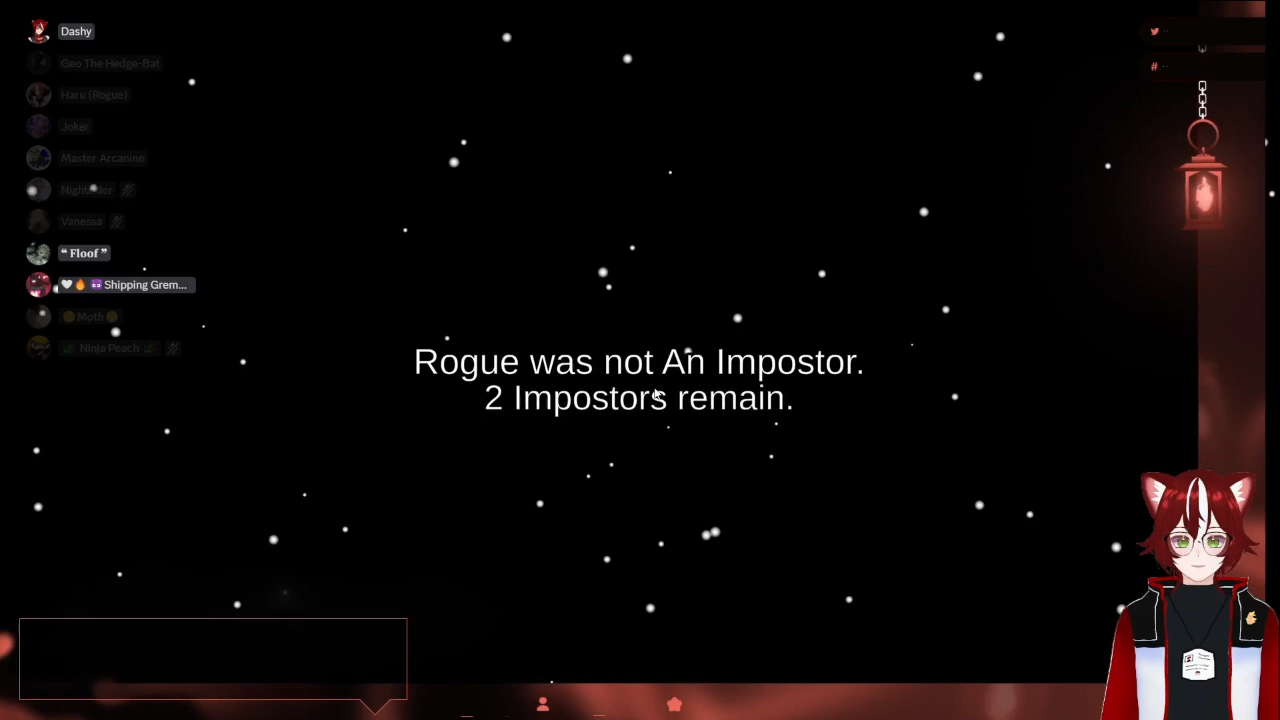 Dashy
Geo The Hedge-Bat
Haru (Rogue)
Joker
Master Arcanine
Vanessa
❝ Floof ❞
🤍🔥😈Shipping Grem...
🟡Moth🟡
Ninja Peach
Rogue was not An Impostor.
2 Impostors remain.